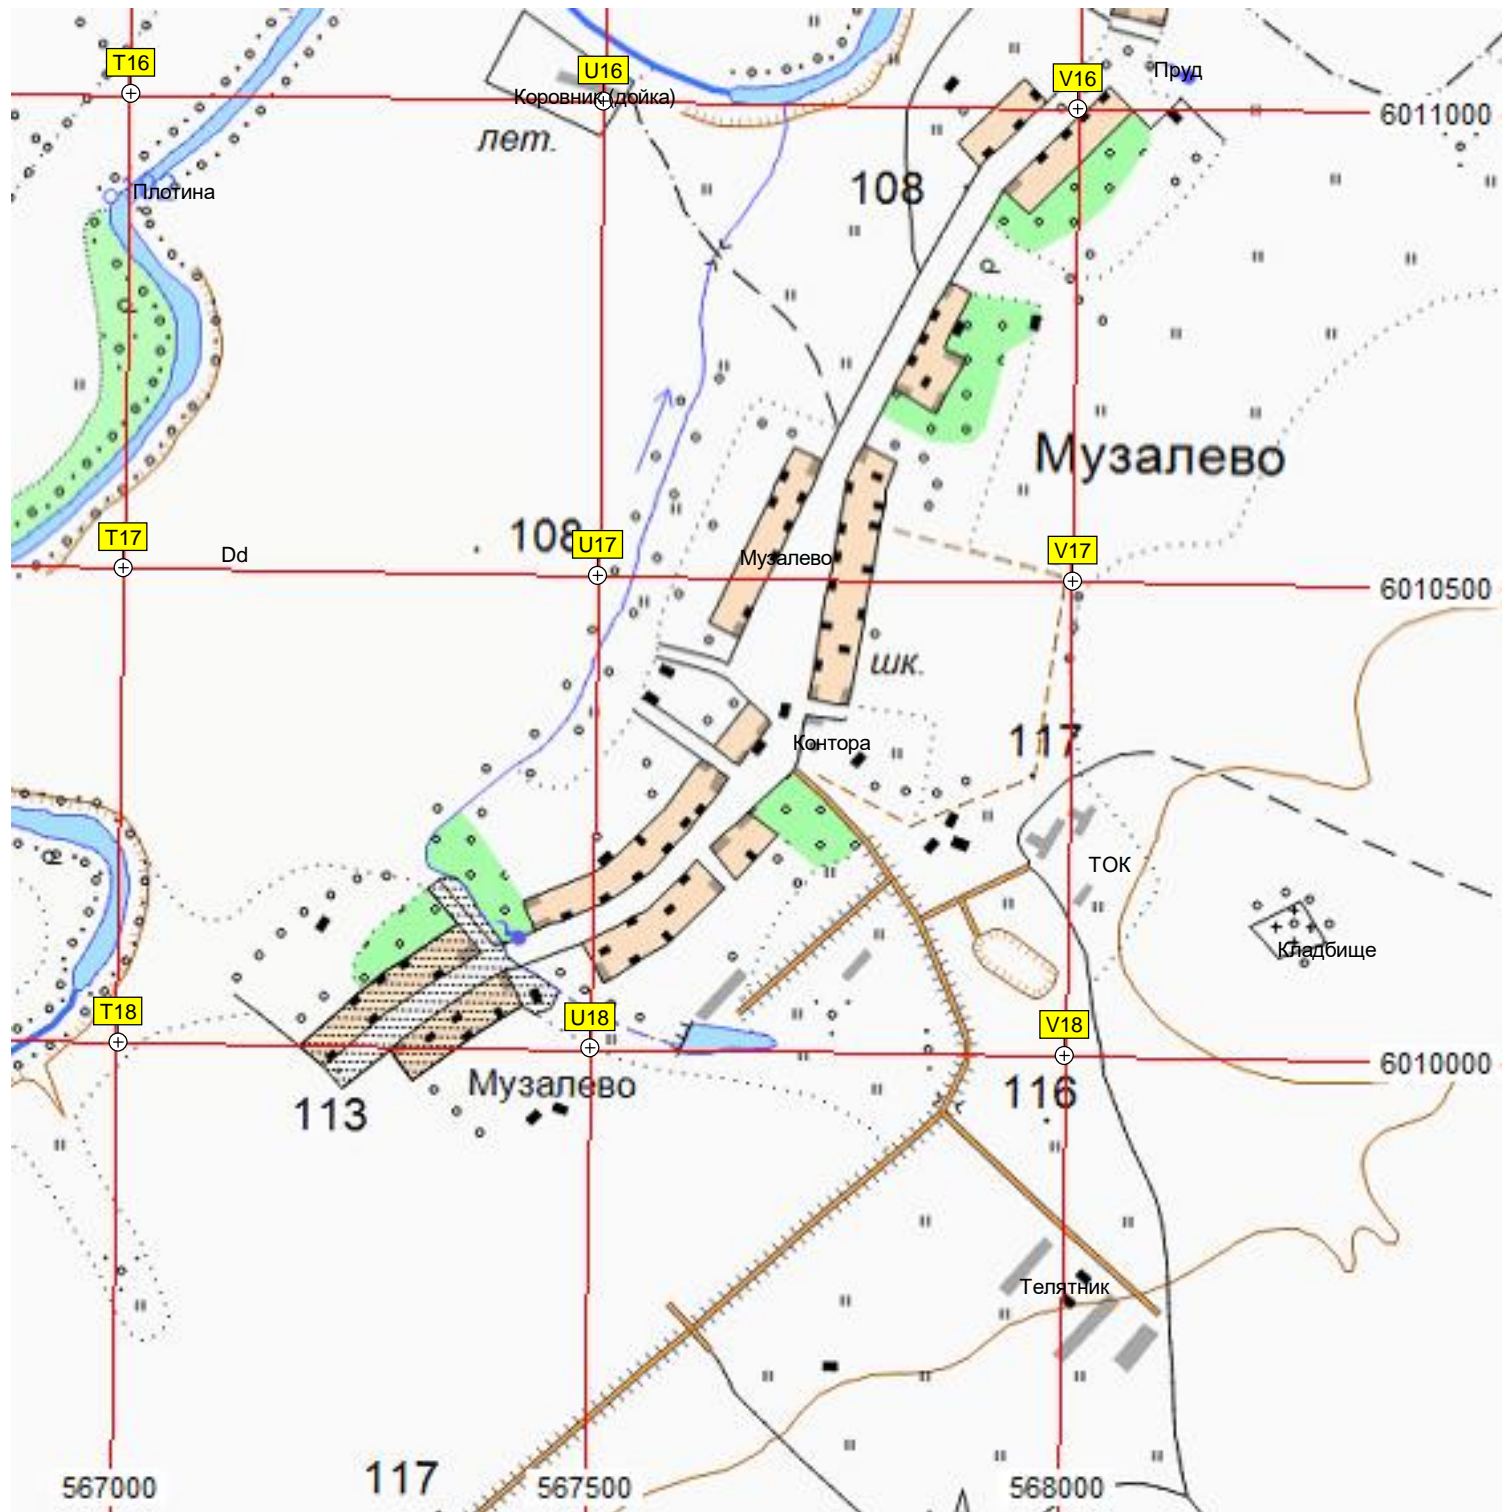 T16
U16
V16
Пруд
Коровник (дойка)
6011000
лет.
108
Плотина
Музалево
T17
Dd
108
U17
Музалево
V17
6010500
шк.
117
Контора
ТОК
Кладбище
T18
U18
V18
6010000
Музалево
113
116
Телятник
117
567000
567500
568000